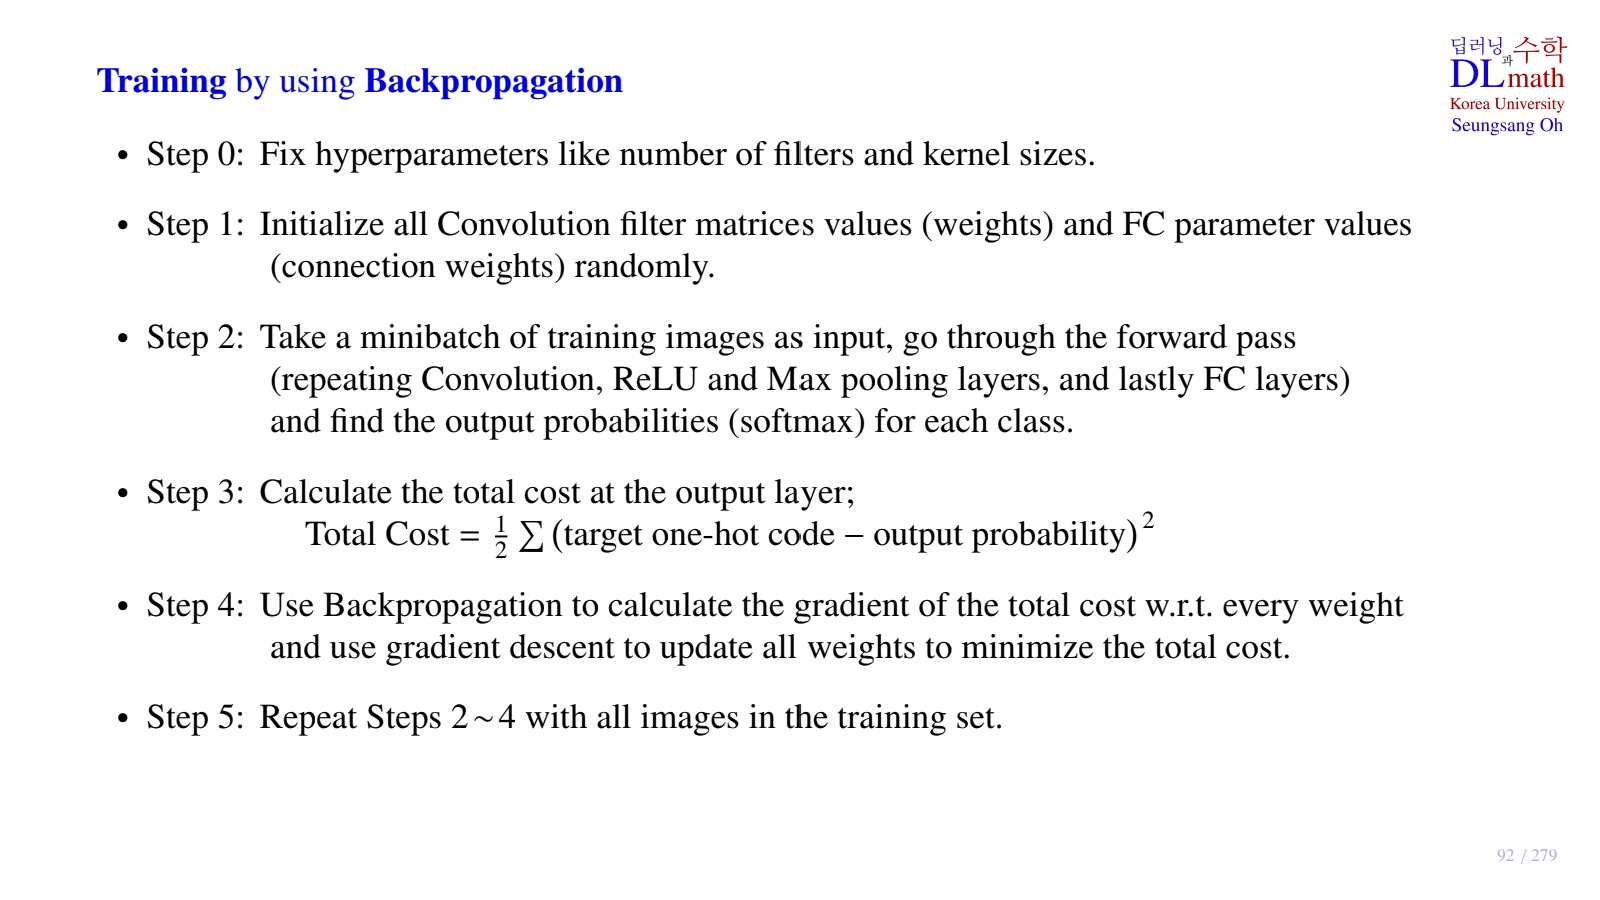 딥러닝과수학
DLmath
Korea University
Seungsang Oh
Training by using Backpropagation
• Step 0: Fix hyperparameters like number of filters and kernel sizes.
• Step 1: Initialize all Convolution filter matrices values (weights) and FC parameter values
(connection weights) randomly.
• Step 2: Take a minibatch of training images as input, go through the forward pass
(repeating Convolution, ReLU and Max pooling layers, and lastly FC layers)
and find the output probabilities (softmax) for each class.
• Step 3: Calculate the total cost at the output layer;
Total Cost = ½ ∑ (target one-hot code − output probability)²
• Step 4: Use Backpropagation to calculate the gradient of the total cost w.r.t. every weight
and use gradient descent to update all weights to minimize the total cost.
• Step 5: Repeat Steps 2 ~ 4 with all images in the training set.
92 / 279